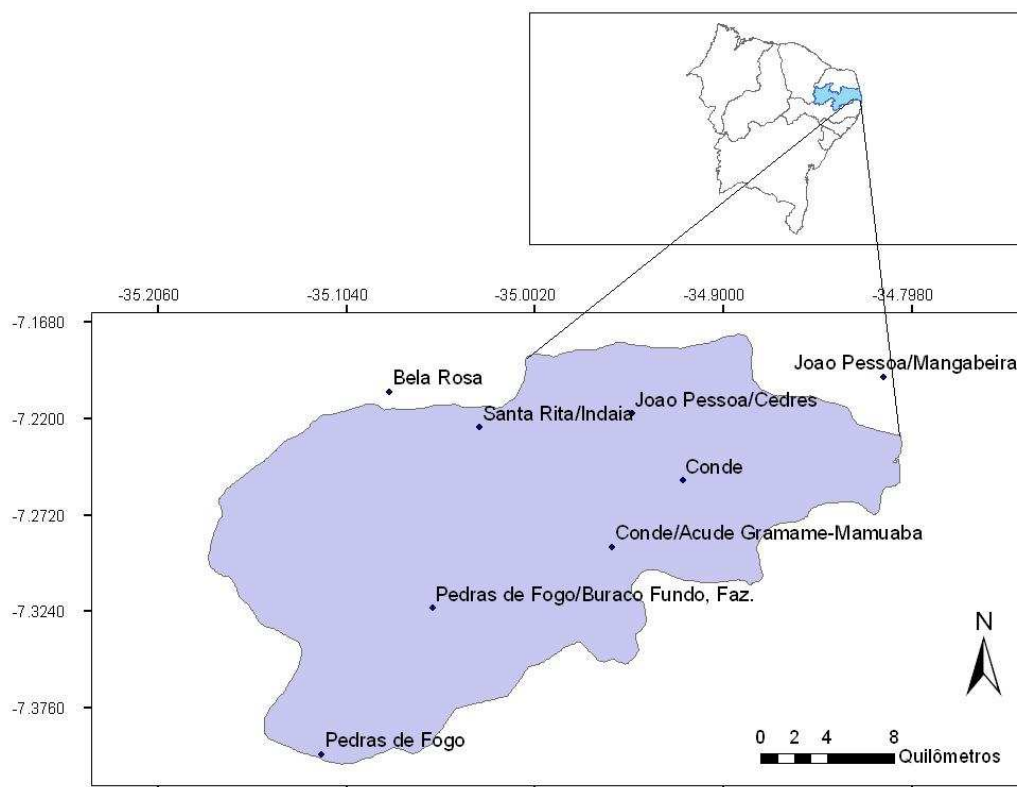 -35.2060 -35.1040 -35.0020 -34.9000 -34.7980
-7.1680
Joao Pessoa/Mangabeira
Bela Rosa
Joao Pessoa/Cedres
Santa Rita/Indaia
-7.2200
Conde
-7.2720
Conde/Acude Gramame-Mamuaba
Pedras de Fogo/Buraco Fundo, Faz.
-7.3240
N
-7.3760
Pedras de Fogo
0 2 4 8
Quilômetros